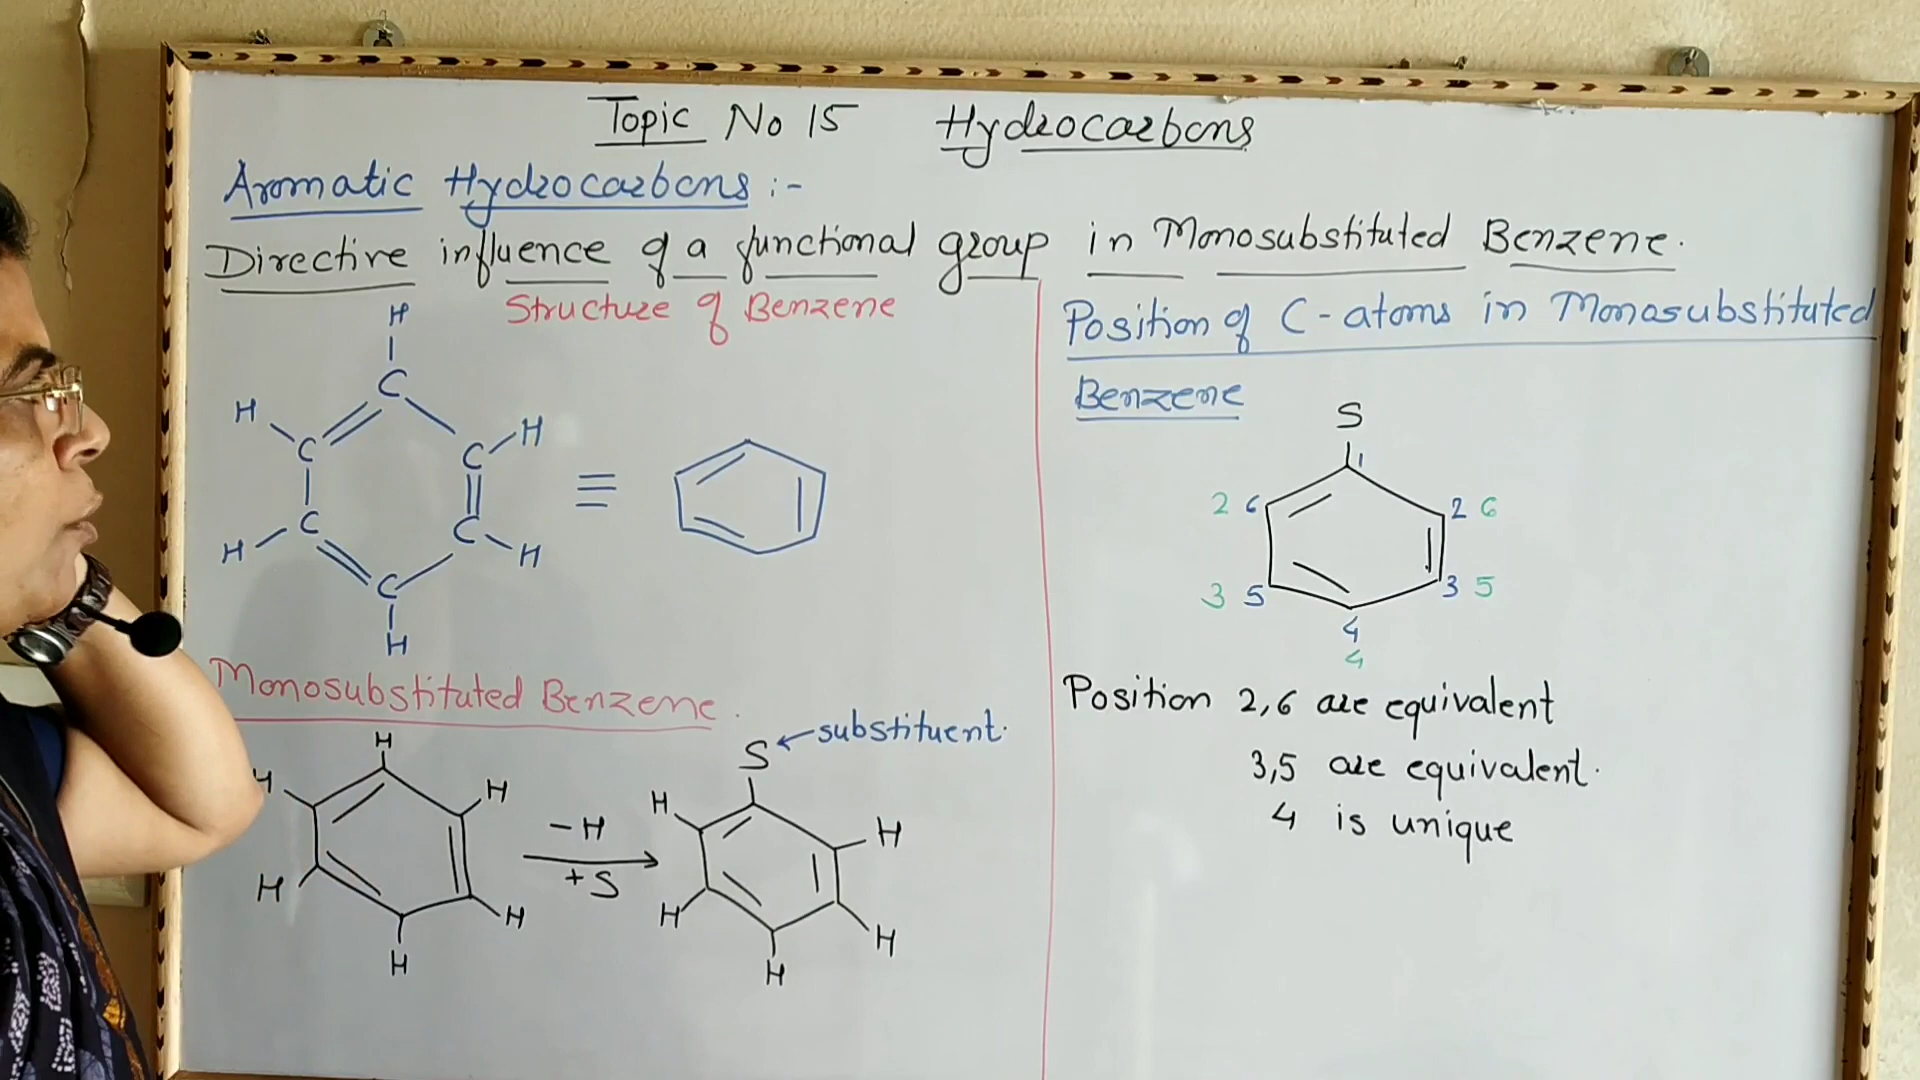 Topic No 15 Hydrocarbons
Aromatic Hydrocarbons :-
Directive influence of a functional group in Monosubstituted Benzene.
Structure of Benzene
H
C
H C C H
≡
H C C H
C
H
Monosubstituted Benzene.
H
H H
H H
H
-H
+S
S ← substituent.
H H
H H
H
Position of C-atoms in Monosubstituted
Benzene
S
1
2 6 2 6
3 5 3 5
4
4
Position 2,6 are equivalent
3,5 are equivalent.
4 is unique